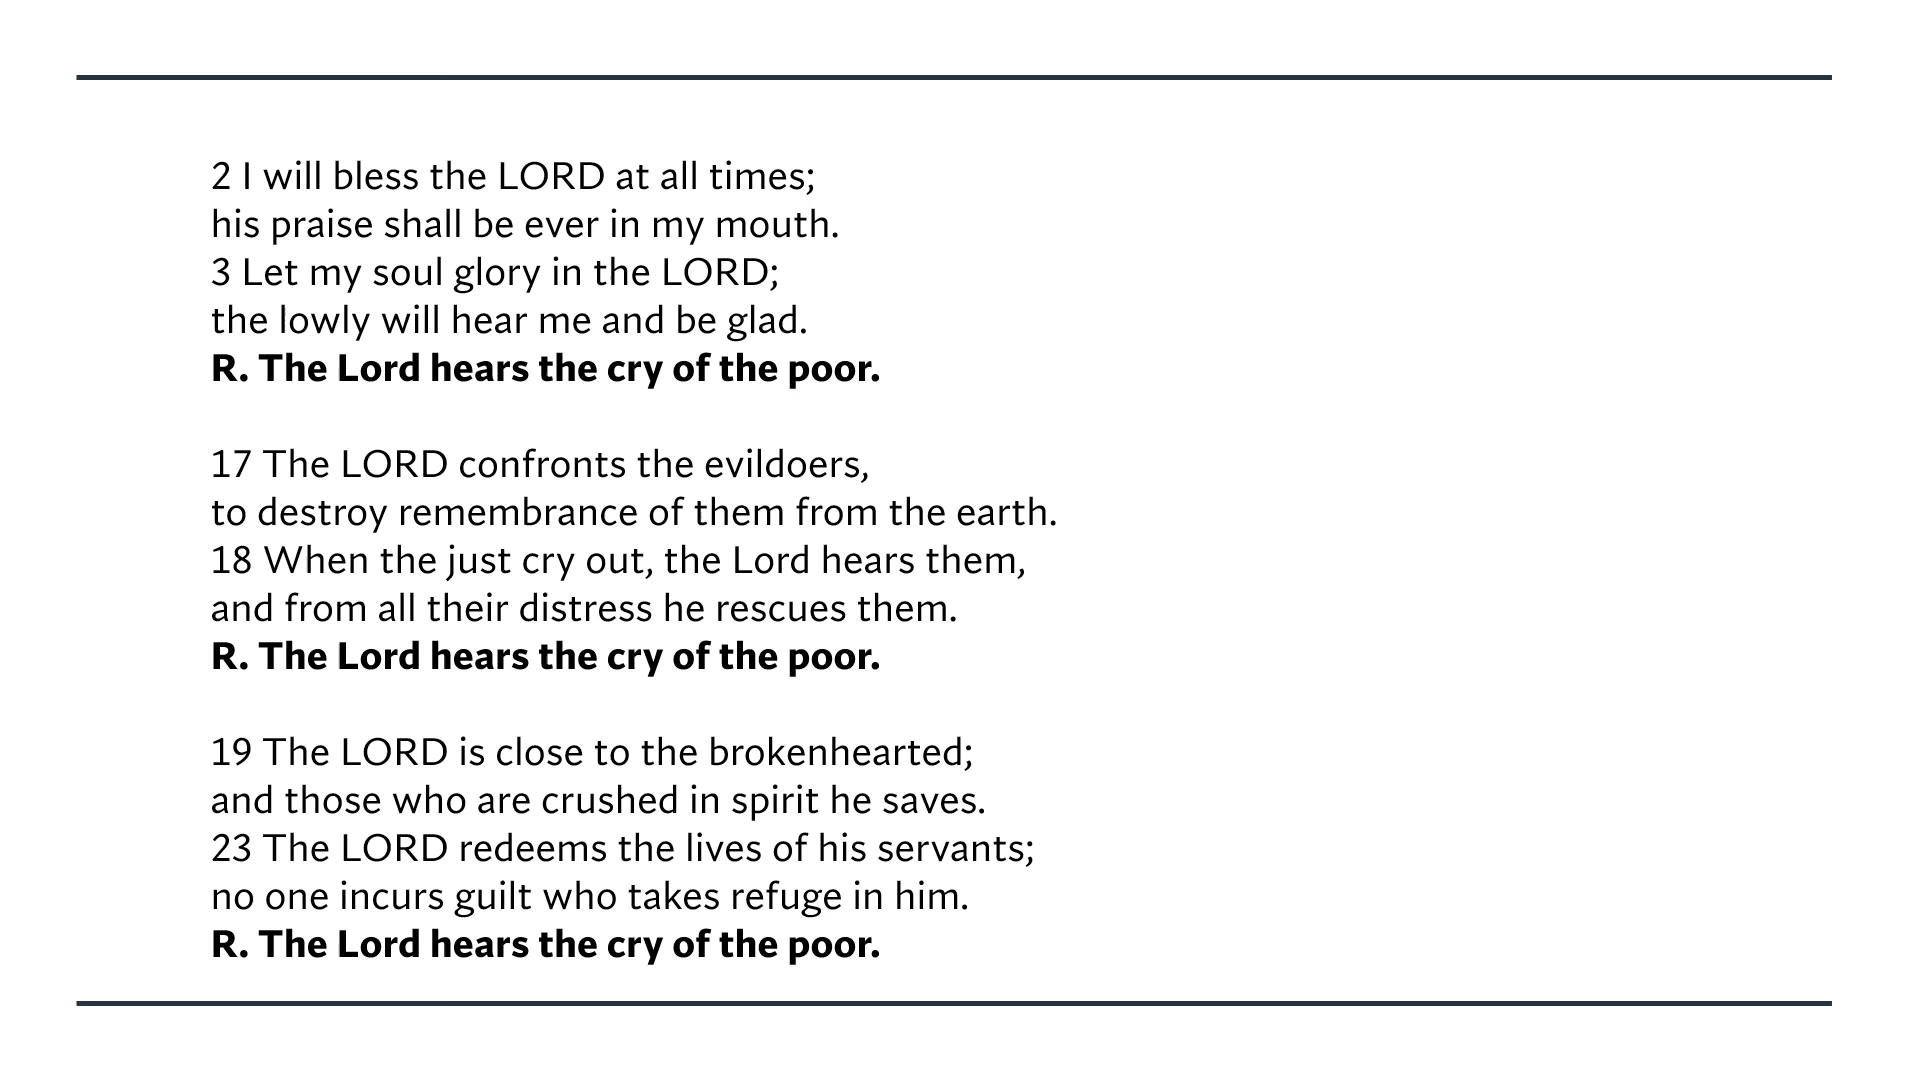 2 I will bless the LORD at all times;
his praise shall be ever in my mouth.
3 Let my soul glory in the LORD;
the lowly will hear me and be glad.
R. The Lord hears the cry of the poor.
17 The LORD confronts the evildoers,
to destroy remembrance of them from the earth.
18 When the just cry out, the Lord hears them,
and from all their distress he rescues them.
R. The Lord hears the cry of the poor.
19 The LORD is close to the brokenhearted;
and those who are crushed in spirit he saves.
23 The LORD redeems the lives of his servants;
no one incurs guilt who takes refuge in him.
R. The Lord hears the cry of the poor.